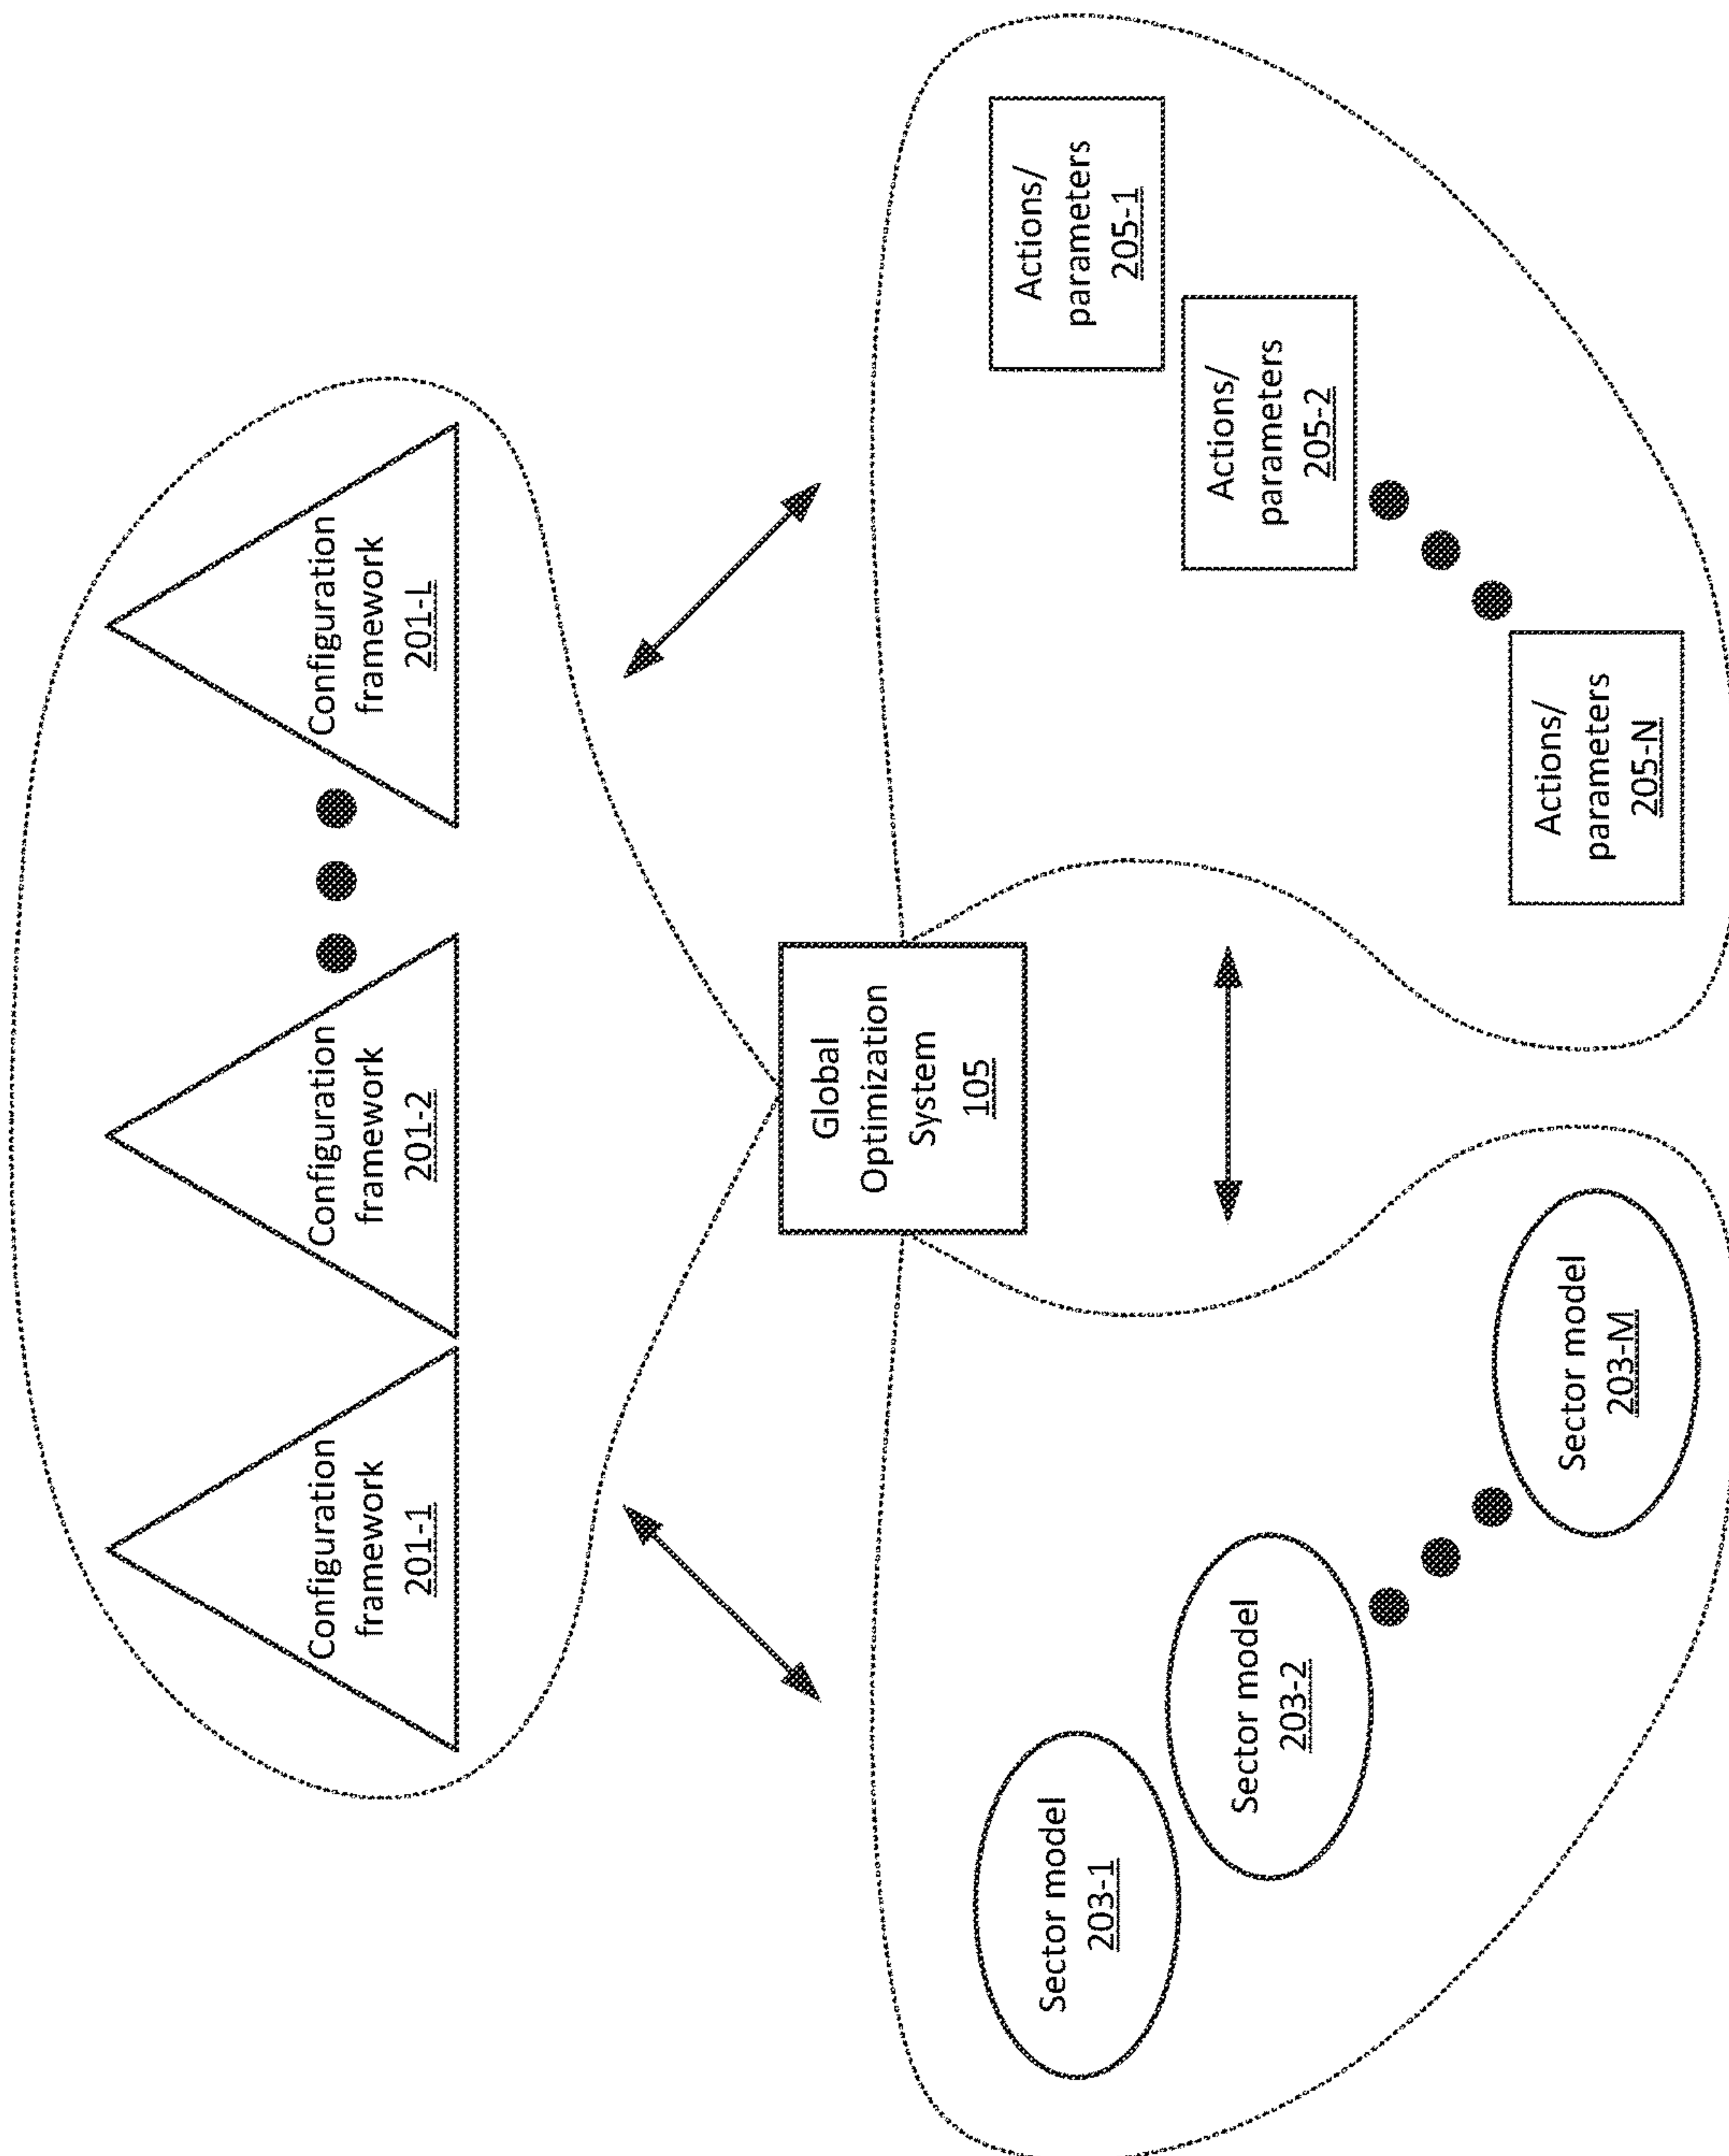 Configuration
framework
201-1
Configuration
framework
201-2
Configuration
framework
201-L
Global
Optimization
System
105
Sector model
203-1
Sector model
203-2
Sector model
203-M
Actions/
parameters
205-1
Actions/
parameters
205-2
Actions/
parameters
205-N